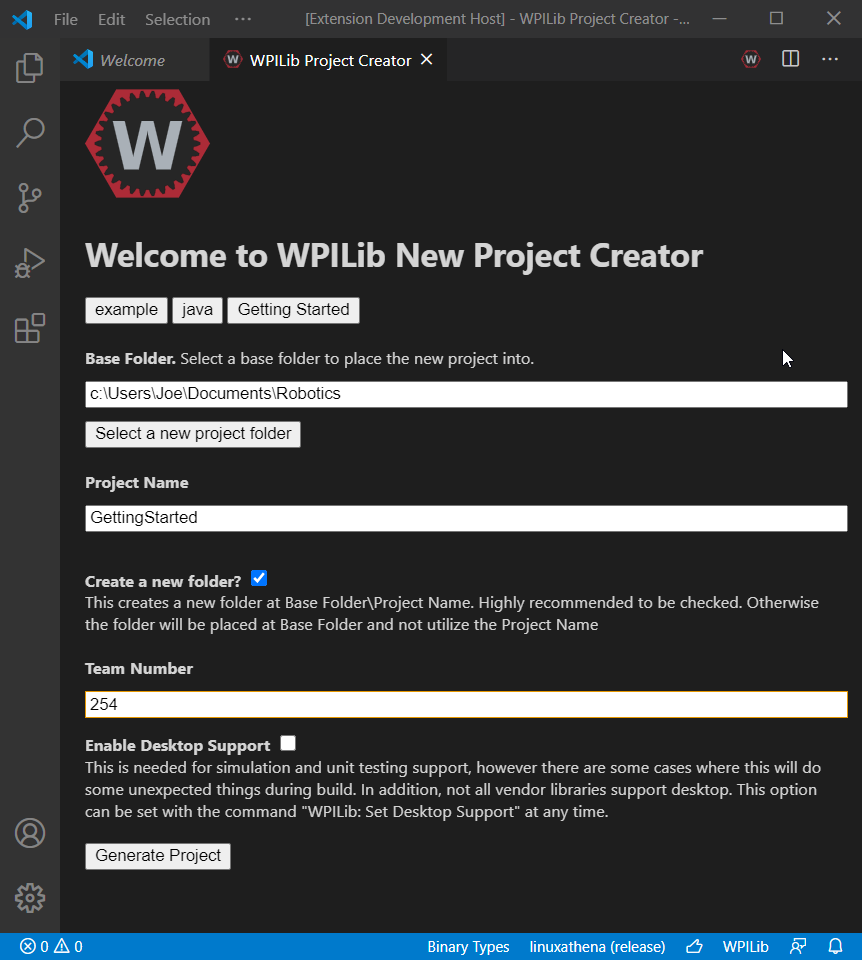 File Edit Selection ··· [Extension Development Host] - WPILib Project Creator -...
Welcome W WPILib Project Creator W ···
W
Welcome to WPILib New Project Creator
example java Getting Started
Base Folder. Select a base folder to place the new project into.
c:\Users\Joe\Documents\Robotics
Select a new project folder
Project Name
GettingStarted
Create a new folder?
This creates a new folder at Base Folder\Project Name. Highly recommended to be checked. Otherwise
the folder will be placed at Base Folder and not utilize the Project Name
Team Number
254
Enable Desktop Support
This is needed for simulation and unit testing support, however there are some cases where this will do
some unexpected things during build. In addition, not all vendor libraries support desktop. This option
can be set with the command "WPILib: Set Desktop Support" at any time.
Generate Project
0 0 Binary Types linuxathena (release) WPILib